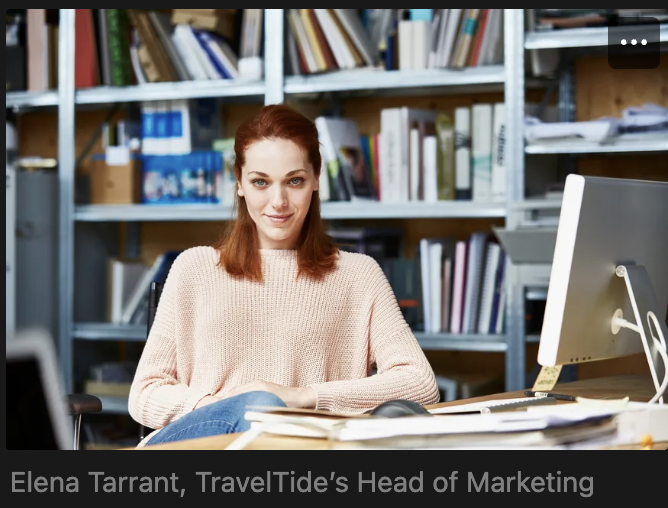 Elena Tarrant, TravelTide’s Head of Marketing